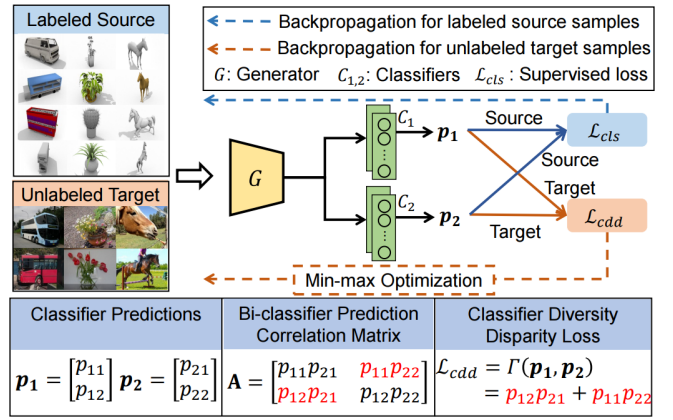 Labeled Source
Backpropagation for labeled source samples
Backpropagation for unlabeled target samples
G: Generator C₁,₂: Classifiers ℒcls : Supervised loss
G
C₁
p₁
Source
ℒcls
Source
Target
C₂
p₂
Target
ℒcdd
Unlabeled Target
Min-max Optimization
Classifier Predictions
p₁ = [p₁₁ p₁₂] p₂ = [p₂₁ p₂₂]
Bi-classifier Prediction
Correlation Matrix
A = [p₁₁p₂₁ p₁₁p₂₂
p₁₂p₂₁ p₁₂p₂₂]
Classifier Diversity
Disparity Loss
ℒcdd = Γ(p₁, p₂)
= p₁₂p₂₁ + p₁₁p₂₂